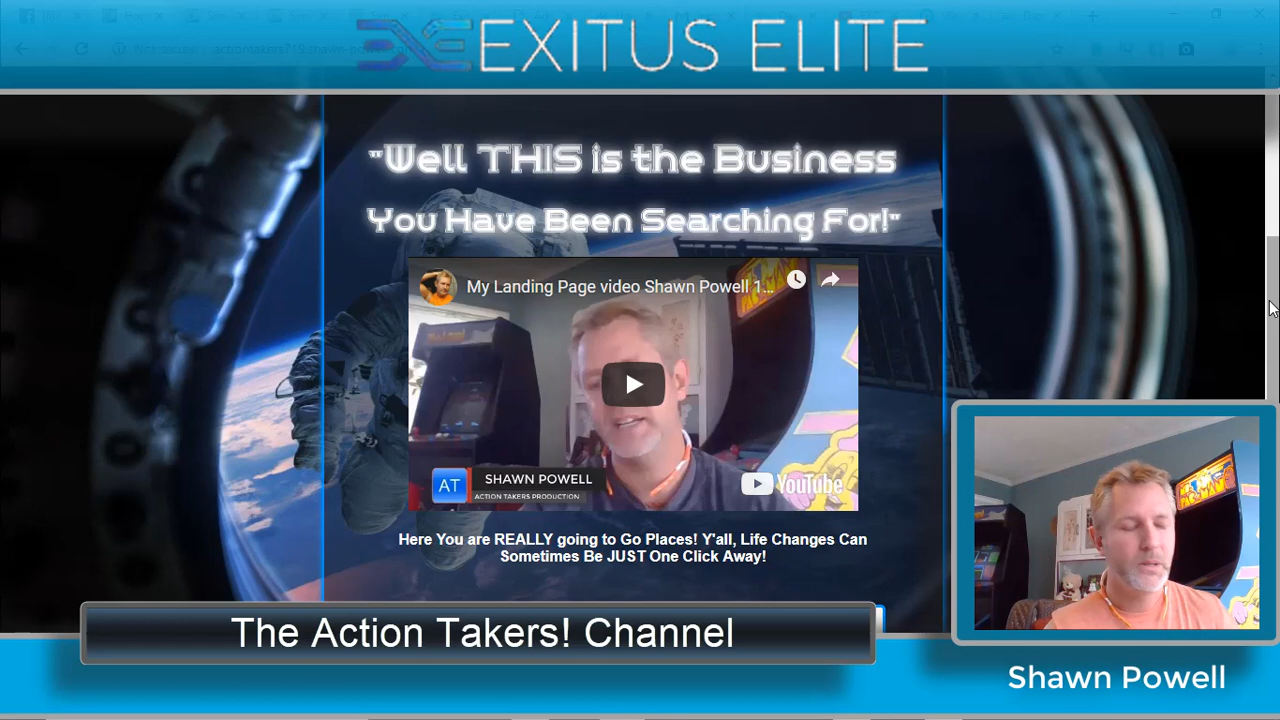 EXITUS ELITE
"Well THIS is the Business
You Have Been Searching For!"
My Landing Page video Shawn Powell 1...
SHAWN POWELL
AT
ACTION TAKERS PRODUCTION
YouTube
Here You are REALLY going to Go Places! Y'all, Life Changes Can
Sometimes Be JUST One Click Away!
The Action Takers! Channel
Shawn Powell